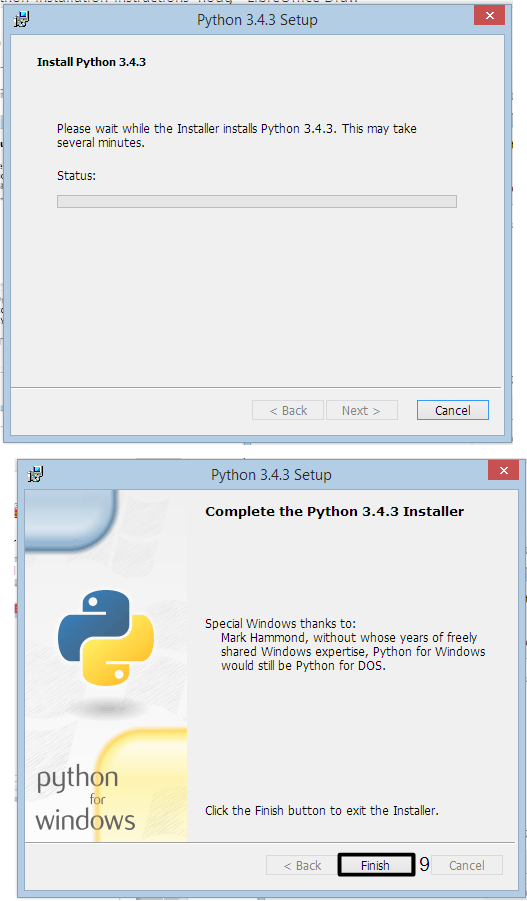 Python 3.4.3 Setup
Install Python 3.4.3
Please wait while the Installer installs Python 3.4.3. This may take
several minutes.
Status:
< Back
Next >
Cancel
Python 3.4.3 Setup
Complete the Python 3.4.3 Installer
Special Windows thanks to:
Mark Hammond, without whose years of freely
shared Windows expertise, Python for Windows
would still be Python for DOS.
python
for
windows
Click the Finish button to exit the Installer.
< Back
Finish
9
Cancel